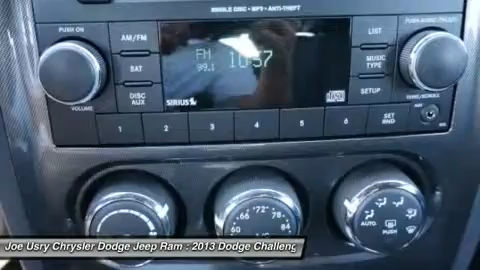 SINGLE DISC • MP3 • ANTI-THEFT
PUSH ON
VOLUME
AM/FM
SAT
DISC
AUX
FM
99.1
10:57
SIRIUS
LIST
MUSIC
TYPE
SETUP
1 2 3 4 5 6
SET
RND
60
66
•72•
78
84
AUTO
PUSH
Joe Usry Chrysler Dodge Jeep Ram : 2013 Dodge Challeng